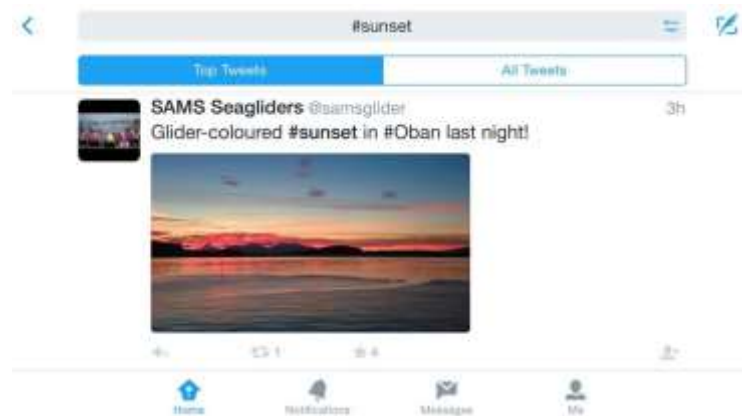 #sunset
Top Tweets
All Tweets
SAMS Seagliders @samsglider
3h
Glider-coloured #sunset in #Oban last night!
1
4
Home
Notifications
Messages
Me